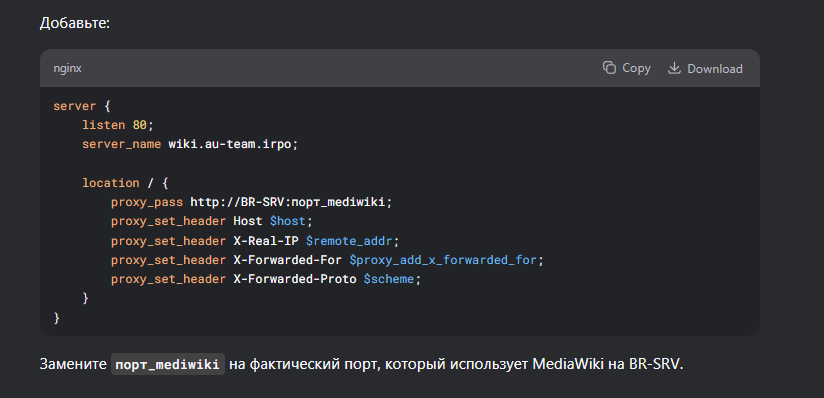 Добавьте:
nginx
Copy
Download
server {
    listen 80;
    server_name wiki.au-team.irpo;

    location / {
        proxy_pass http://BR-SRV:порт_mediwiki;
        proxy_set_header Host $host;
        proxy_set_header X-Real-IP $remote_addr;
        proxy_set_header X-Forwarded-For $proxy_add_x_forwarded_for;
        proxy_set_header X-Forwarded-Proto $scheme;
    }
}
Замените порт_mediwiki на фактический порт, который использует MediaWiki на BR-SRV.